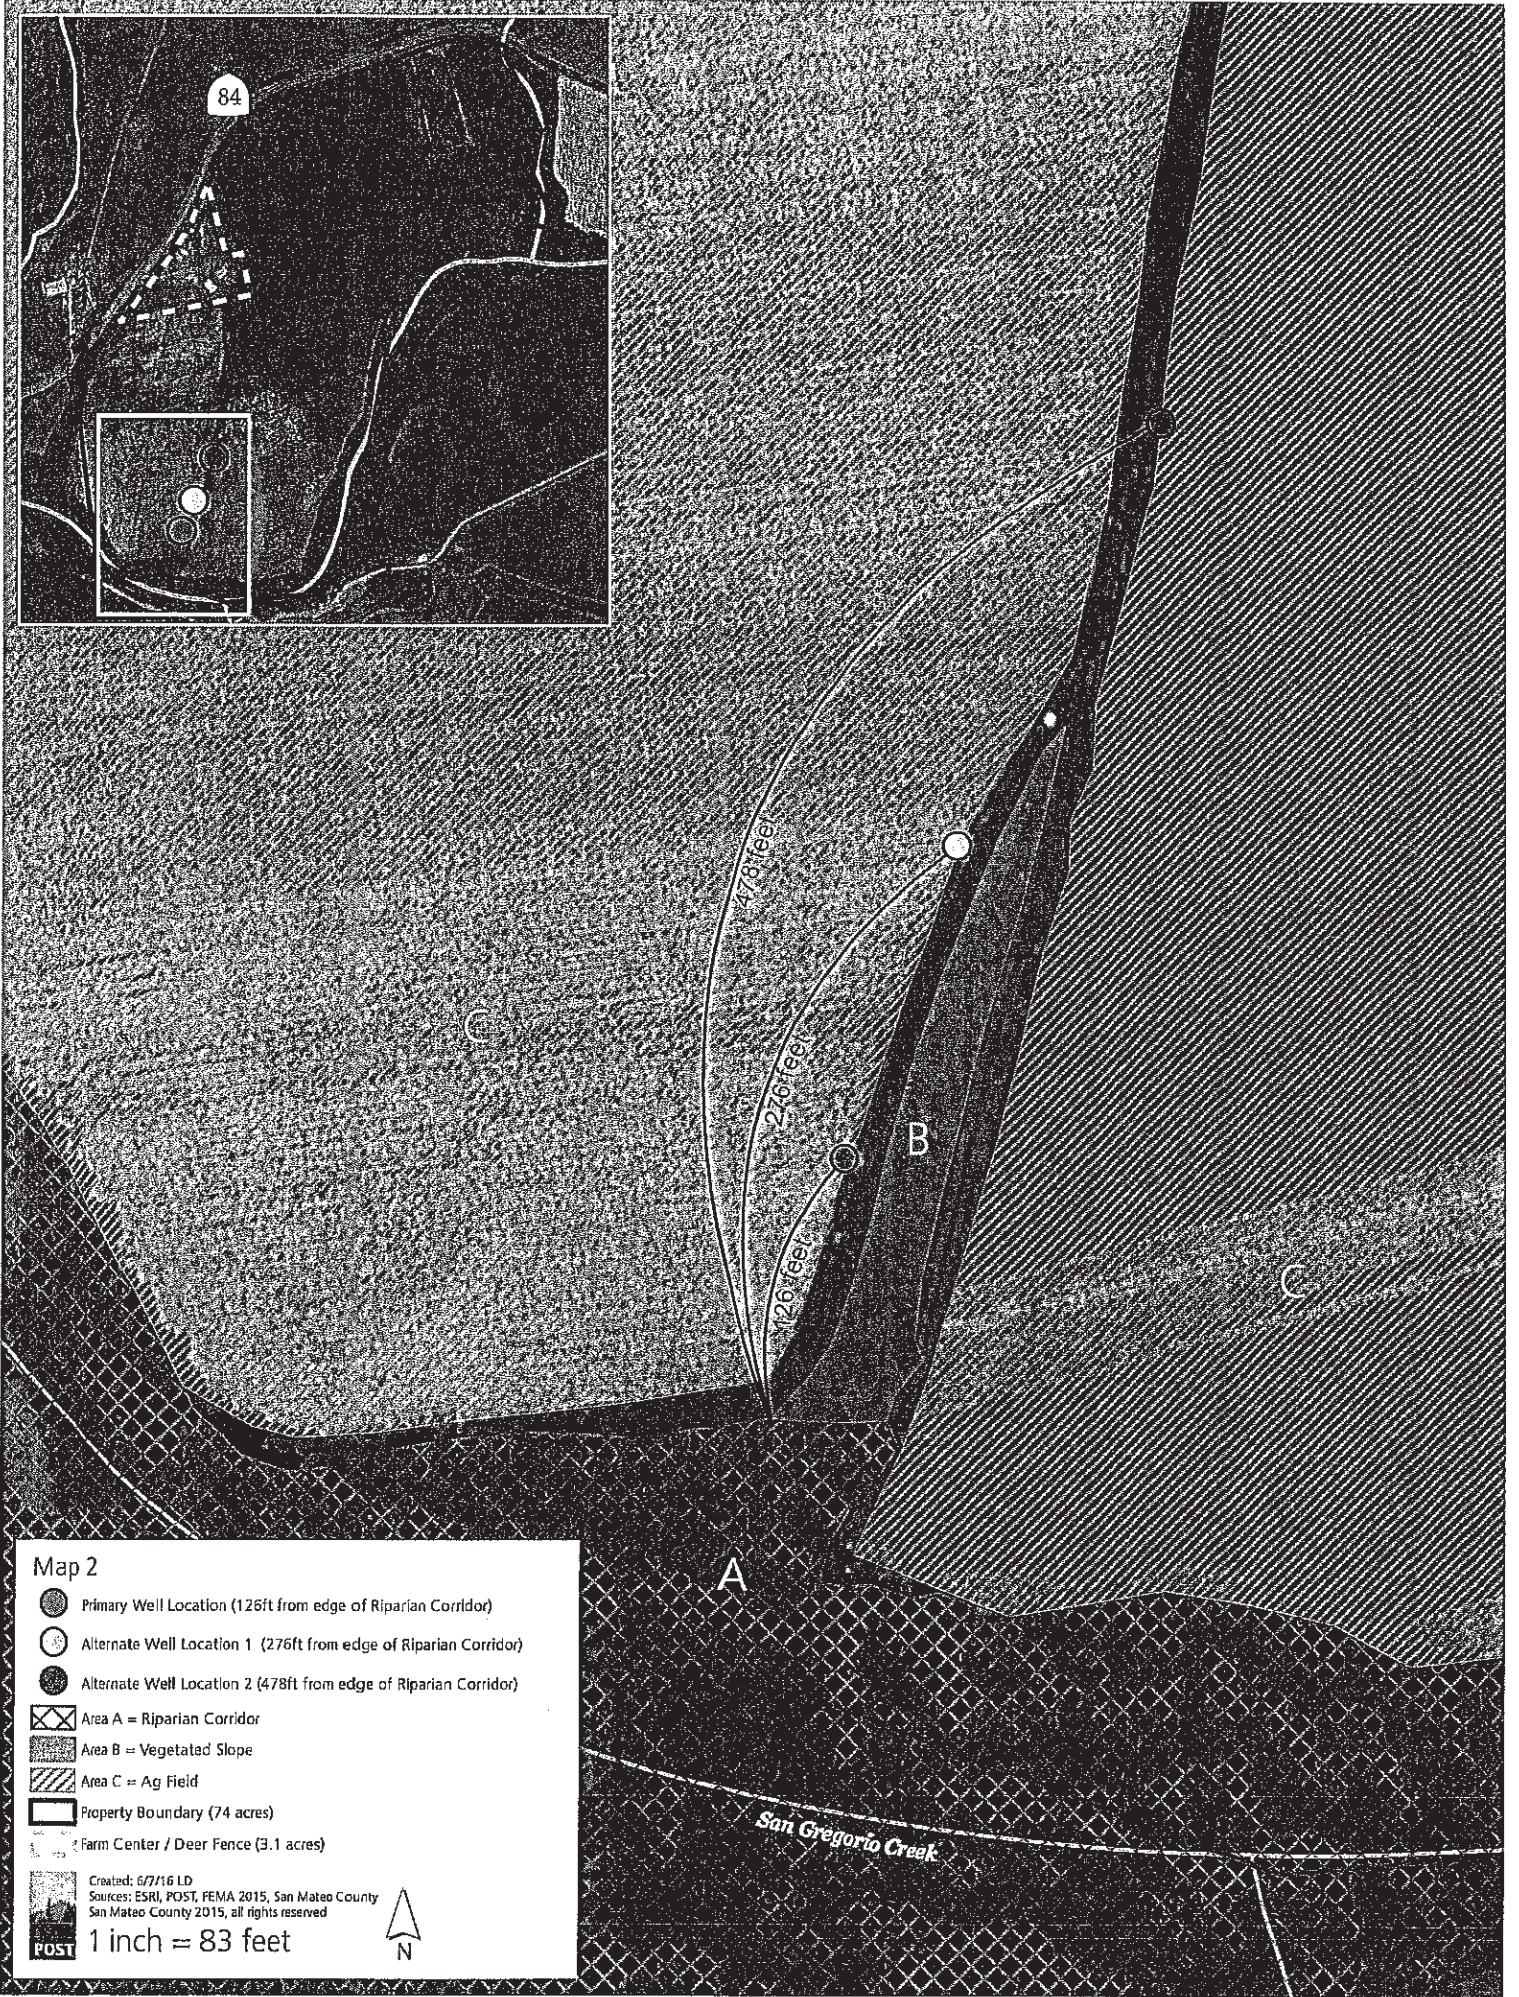 84
478 feet
276 feet
C
B
126 feet
C
A
San Gregorio Creek
Map 2
Primary Well Location (126ft from edge of Riparian Corridor)
Alternate Well Location 1 (276ft from edge of Riparian Corridor)
Alternate Well Location 2 (478ft from edge of Riparian Corridor)
Area A = Riparian Corridor
Area B = Vegetated Slope
Area C = Ag Field
Property Boundary (74 acres)
Farm Center / Deer Fence (3.1 acres)
Created: 6/7/16 LD
Sources: ESRI, POST, FEMA 2015, San Mateo County
San Mateo County 2015, all rights reserved
POST
1 inch = 83 feet
N